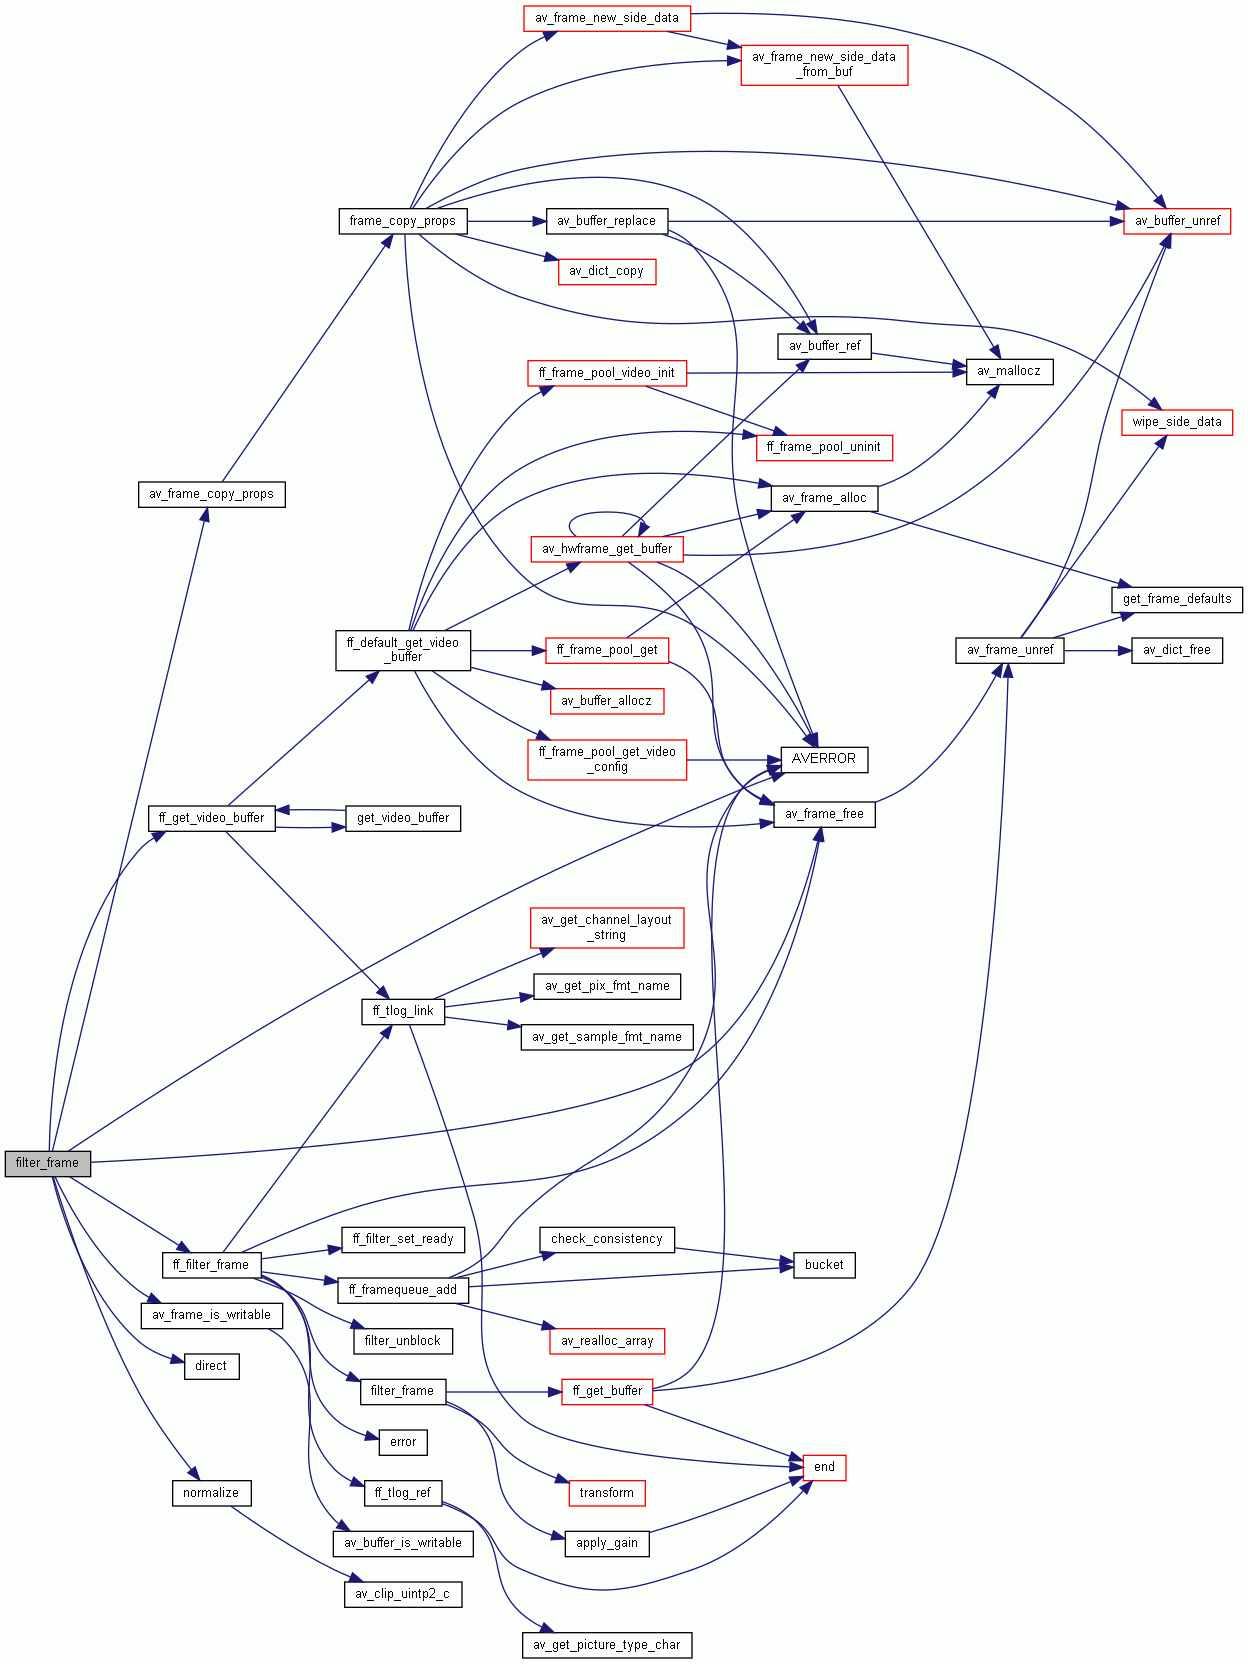 av_frame_new_side_data
av_frame_new_side_data
_from_buf
frame_copy_props
av_buffer_replace
av_buffer_unref
av_dict_copy
av_buffer_ref
ff_frame_pool_video_init
av_mallocz
wipe_side_data
ff_frame_pool_uninit
av_frame_copy_props
av_frame_alloc
av_hwframe_get_buffer
get_frame_defaults
ff_default_get_video
_buffer
ff_frame_pool_get
av_frame_unref
av_dict_free
av_buffer_allocz
ff_frame_pool_get_video
_config
AVERROR
ff_get_video_buffer
get_video_buffer
av_frame_free
av_get_channel_layout
_string
av_get_pix_fmt_name
ff_tlog_link
av_get_sample_fmt_name
filter_frame
ff_filter_frame
ff_filter_set_ready
check_consistency
bucket
ff_framequeue_add
av_frame_is_writable
filter_unblock
av_realloc_array
direct
filter_frame
ff_get_buffer
error
end
normalize
ff_tlog_ref
transform
av_buffer_is_writable
apply_gain
av_clip_uintp2_c
av_get_picture_type_char